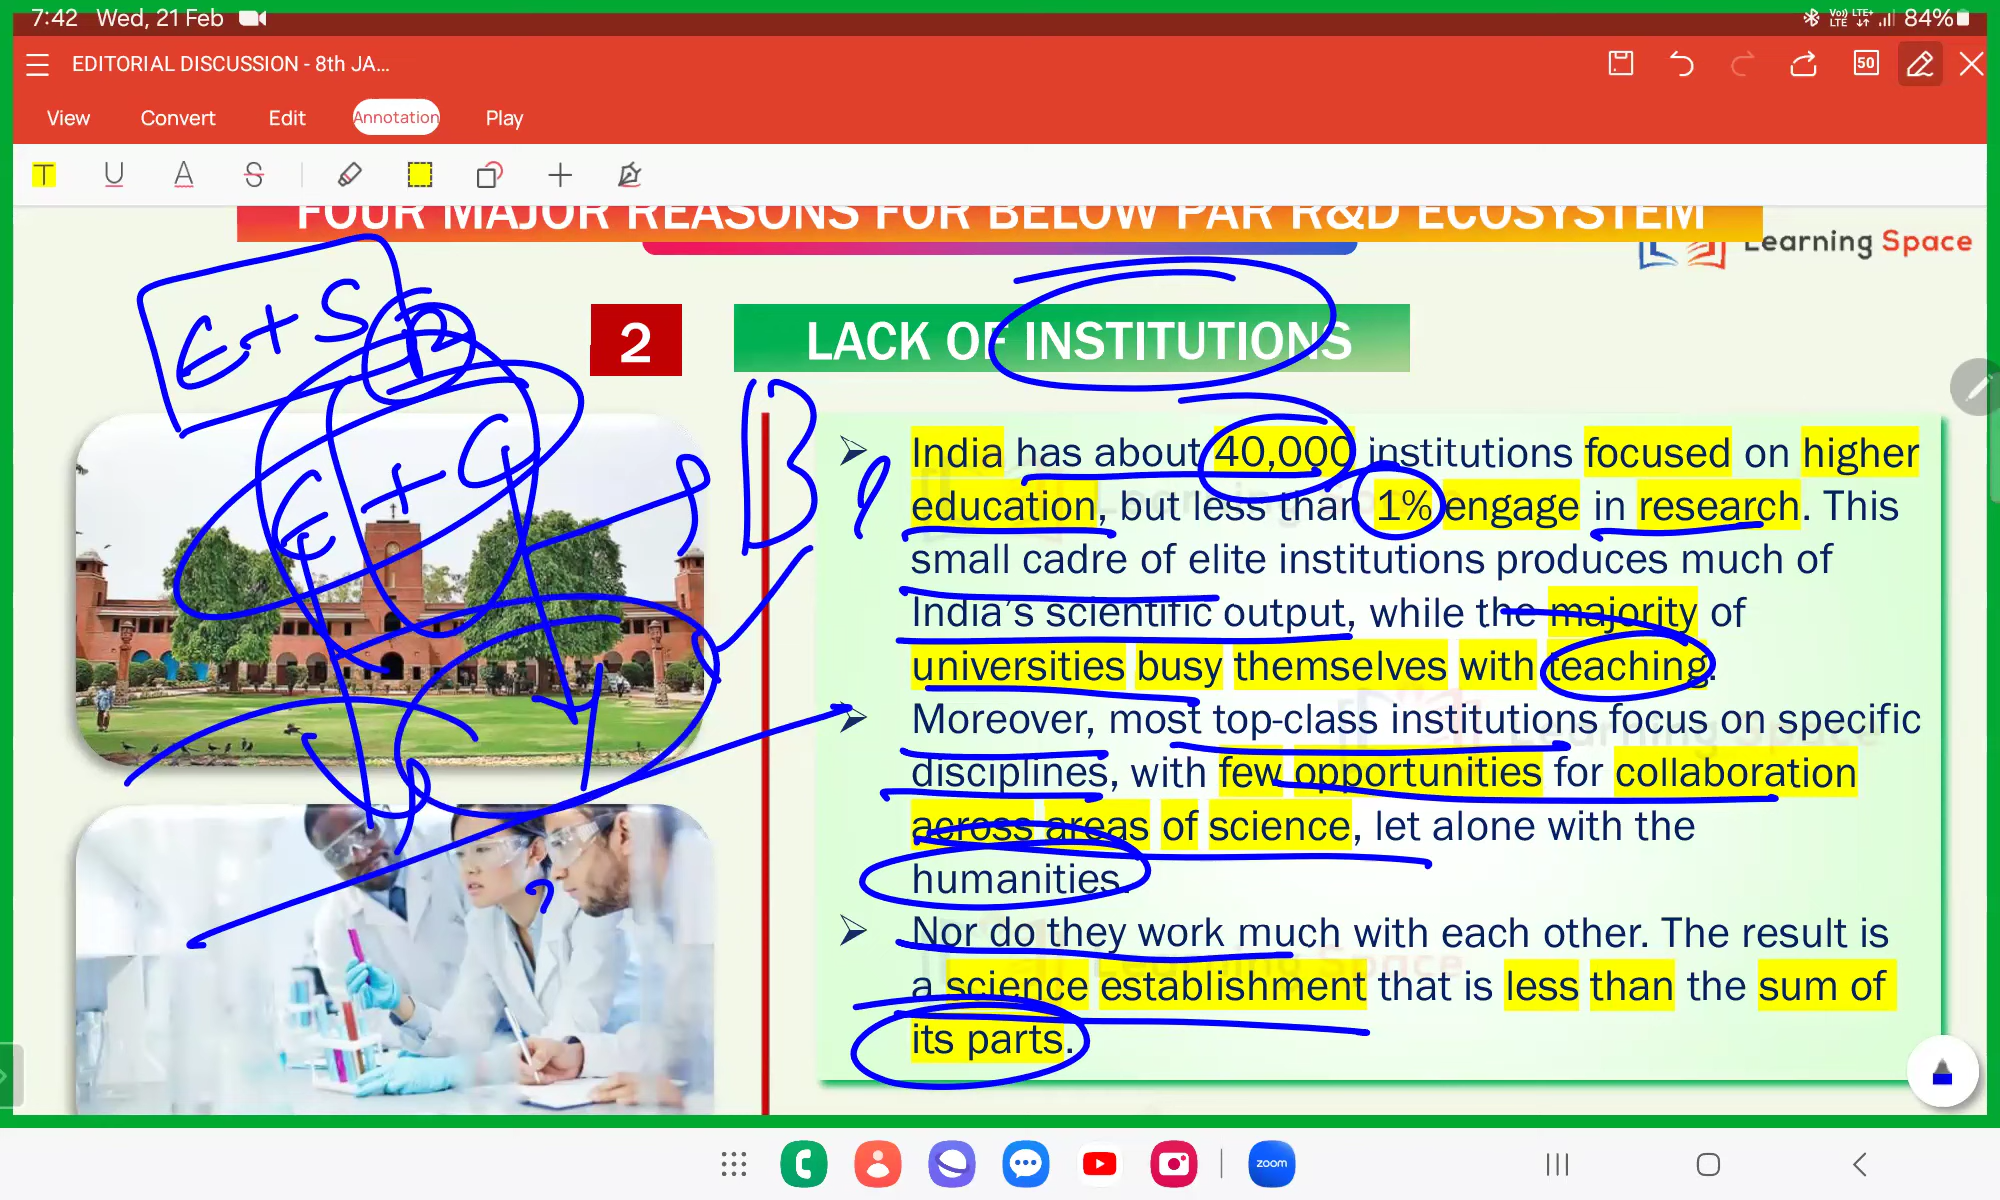 7:42 Wed, 21 Feb
Vo)) LTE LTE+ 84%
EDITORIAL DISCUSSION - 8th JA...
50
View Convert Edit Annotation Play
T U A S
FOUR MAJOR REASONS FOR BELOW PAR R&D ECOSYSTEM
Learning Space
E+S
R
2
LACK OF INSTITUTIONS
E+C
B
India has about 40,000 institutions focused on higher
education, but less than 1% engage in research. This
small cadre of elite institutions produces much of
India's scientific output, while the majority of
universities busy themselves with teaching.
Moreover, most top-class institutions focus on specific
disciplines, with few opportunities for collaboration
across areas of science, let alone with the
humanities.
Nor do they work much with each other. The result is
a science establishment that is less than the sum of
its parts.
zoom